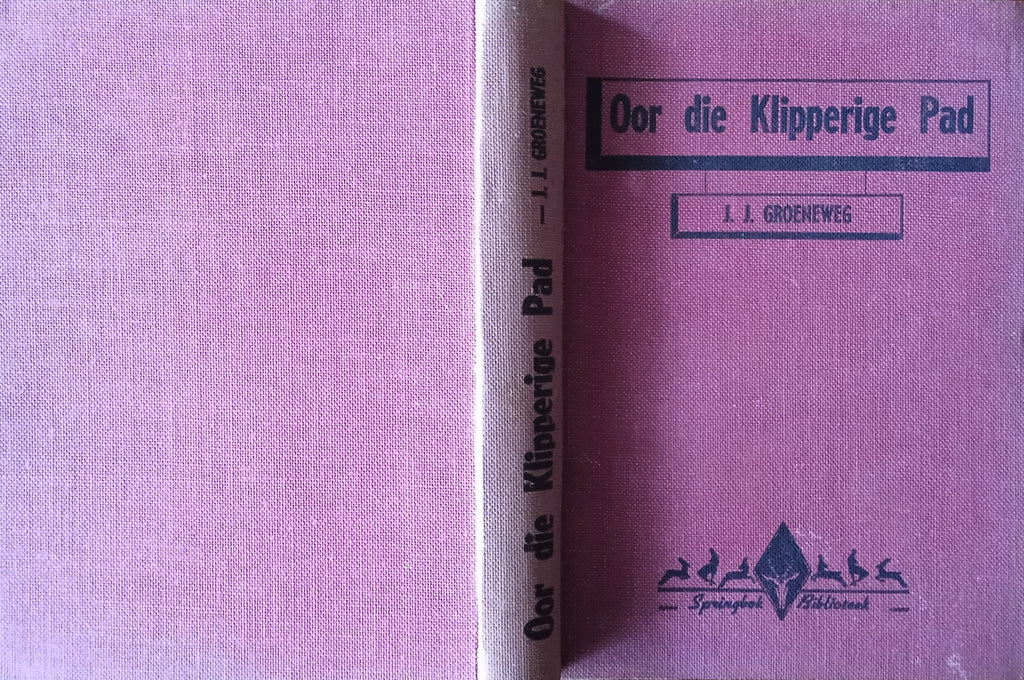 Oor die Klipperige Pad — J. J. GROENEWEG
Oor die Klipperige Pad
J. J. GROENEWEG
Springbok Biblioteek